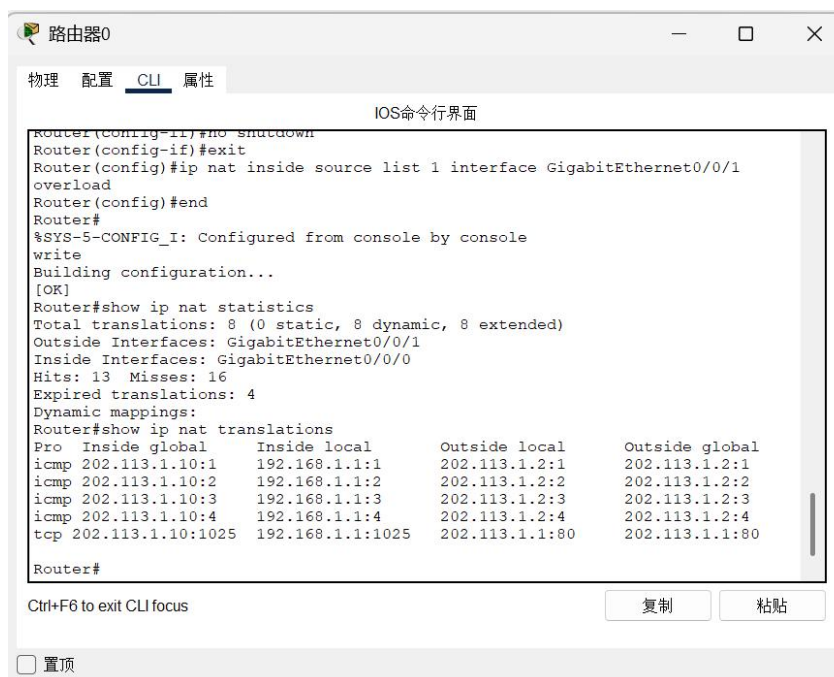 路由器0
物理 配置 CLI 属性
IOS命令行界面
Router(config-if)#no shutdown
Router(config-if)#exit
Router(config)#ip nat inside source list 1 interface GigabitEthernet0/0/1
overload
Router(config)#end
Router#
%SYS-5-CONFIG_I: Configured from console by console
write
Building configuration...
[OK]
Router#show ip nat statistics
Total translations: 8 (0 static, 8 dynamic, 8 extended)
Outside Interfaces: GigabitEthernet0/0/1
Inside Interfaces: GigabitEthernet0/0/0
Hits: 13 Misses: 16
Expired translations: 4
Dynamic mappings:
Router#show ip nat translations
Pro Inside global Inside local Outside local Outside global
icmp 202.113.1.10:1 192.168.1.1:1 202.113.1.2:1 202.113.1.2:1
icmp 202.113.1.10:2 192.168.1.1:2 202.113.1.2:2 202.113.1.2:2
icmp 202.113.1.10:3 192.168.1.1:3 202.113.1.2:3 202.113.1.2:3
icmp 202.113.1.10:4 192.168.1.1:4 202.113.1.2:4 202.113.1.2:4
tcp 202.113.1.10:1025 192.168.1.1:1025 202.113.1.1:80 202.113.1.1:80
Router#
Ctrl+F6 to exit CLI focus
复制 粘贴
置顶